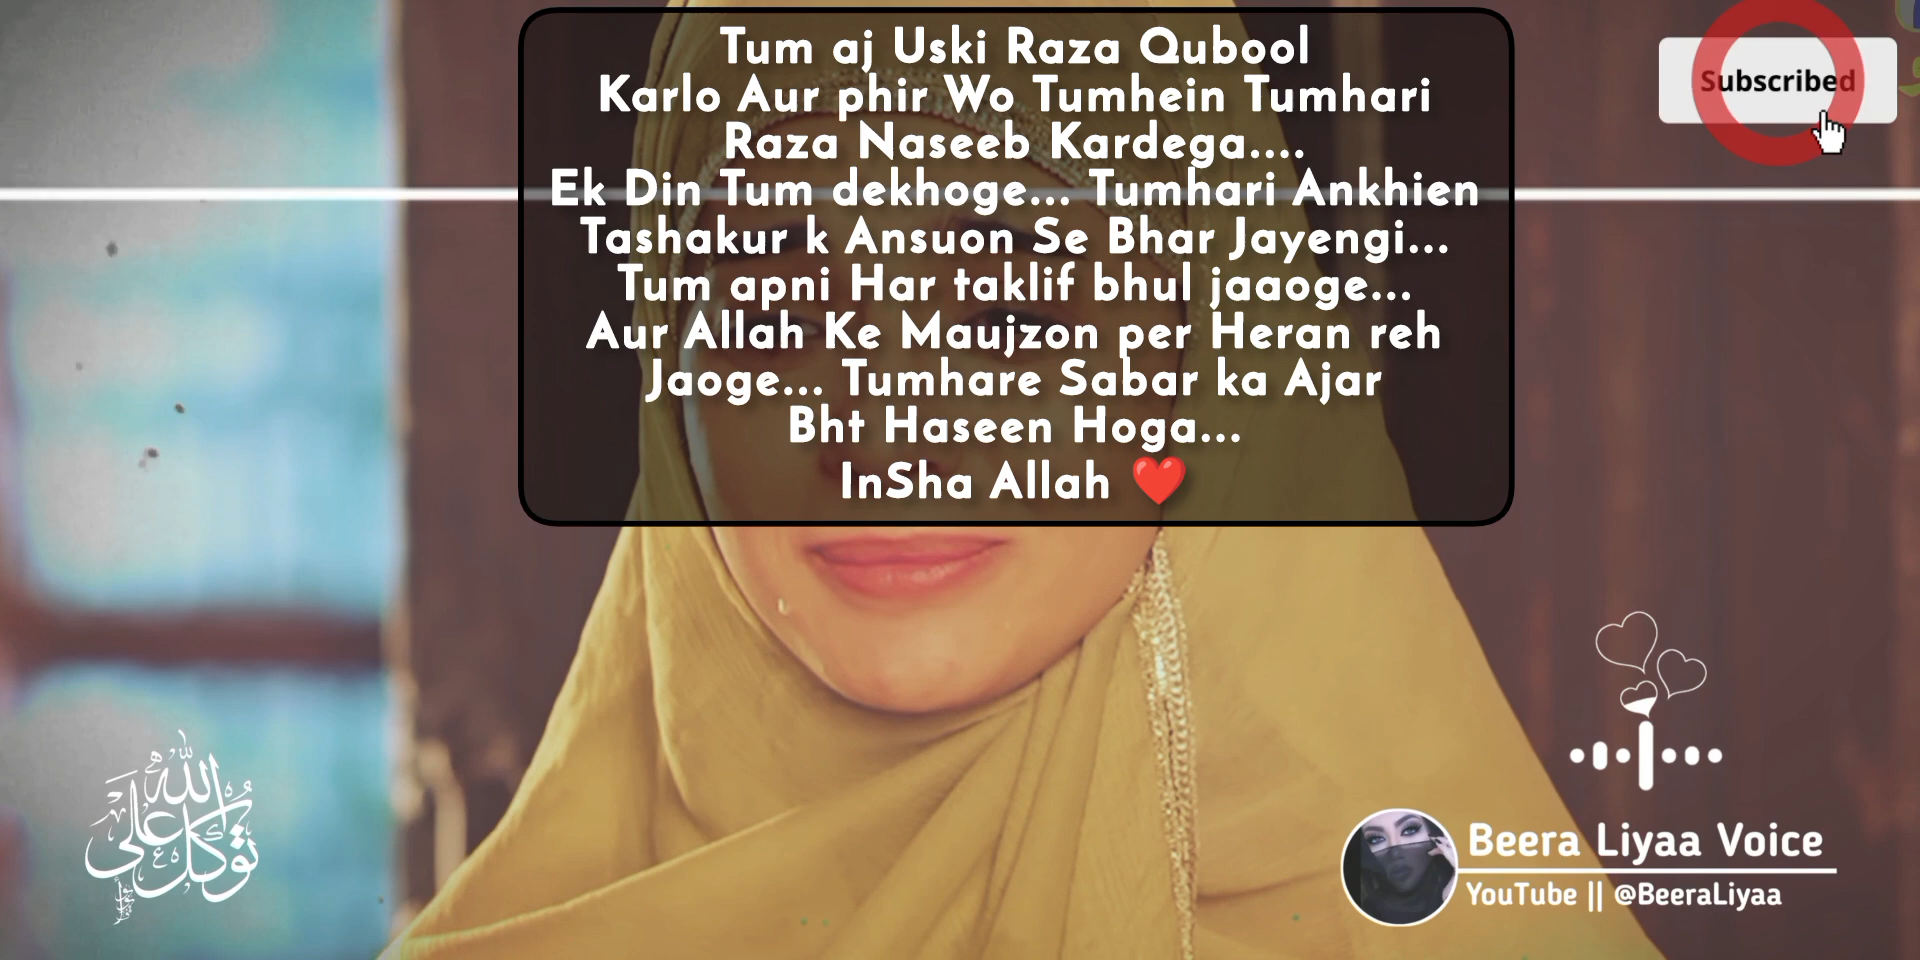 Tum aj Uski Raza Qubool
Karlo Aur phir Wo Tumhein Tumhari
Raza Naseeb Kardega....
Ek Din Tum dekhoge... Tumhari Ankhien
Tashakur k Ansuon Se Bhar Jayengi...
Tum apni Har taklif bhul jaaoge...
Aur Allah Ke Maujzon per Heran reh
Jaoge... Tumhare Sabar ka Ajar
Bht Haseen Hoga...
InSha Allah ❤️
Subscribed
توكل على الله
Beera Liyaa Voice
YouTube || @BeeraLiyaa